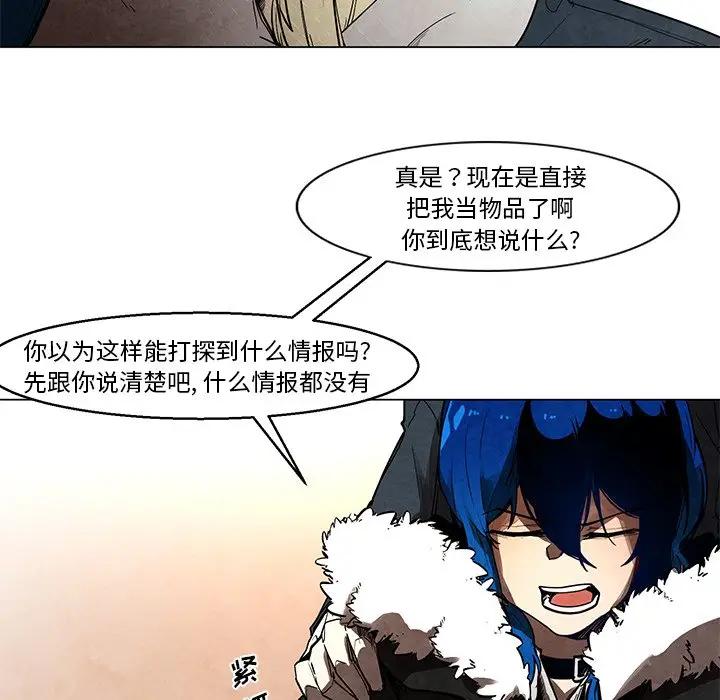 真是？现在是直接
把我当物品了啊
你到底想说什么?
你以为这样能打探到什么情报吗?
先跟你说清楚吧, 什么情报都没有
紧